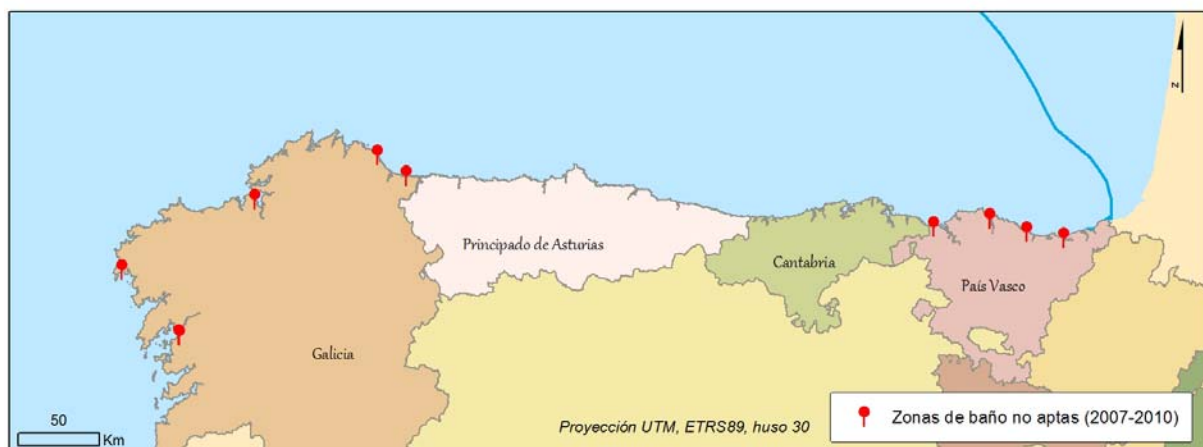 N
Principado de Asturias
Cantabria
País Vasco
Galicia
50
Km
Proyección UTM, ETRS89, huso 30
Zonas de baño no aptas (2007-2010)